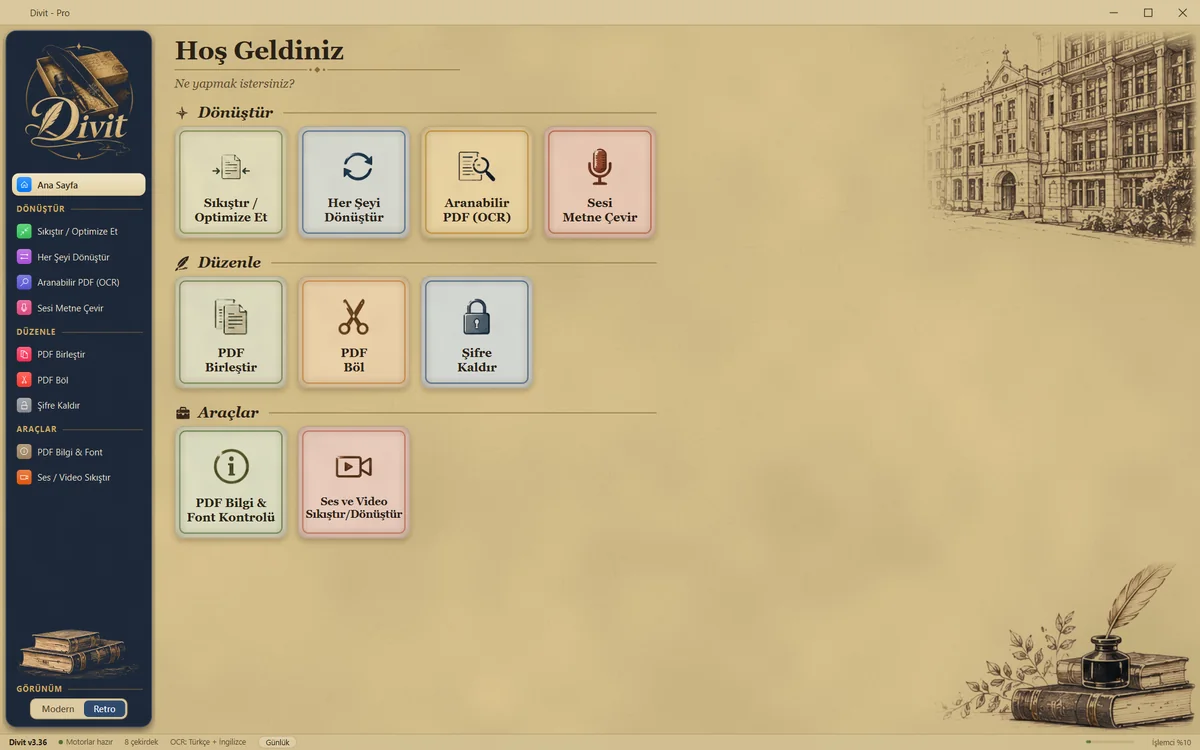 Divit - Pro
Divit
Ana Sayfa
DÖNÜŞTÜR
Sıkıştır / Optimize Et
Her Şeyi Dönüştür
Aranabilir PDF (OCR)
Sesi Metne Çevir
DÜZENLE
PDF Birleştir
PDF Böl
Şifre Kaldır
ARAÇLAR
PDF Bilgi & Font
Ses / Video Sıkıştır
GÖRÜNÜM
Modern Retro
Hoş Geldiniz
Ne yapmak istersiniz?
Dönüştür
Sıkıştır /
Optimize Et
Her Şeyi
Dönüştür
Aranabilir
PDF (OCR)
Sesi
Metne Çevir
Düzenle
PDF
Birleştir
PDF
Böl
Şifre
Kaldır
Araçlar
PDF Bilgi &
Font Kontrolü
Ses ve Video
Sıkıştır/Dönüştür
Divit v3.36 Motorlar hazır 8 çekirdek OCR: Türkçe + İngilizce Günlük İşlemci %10